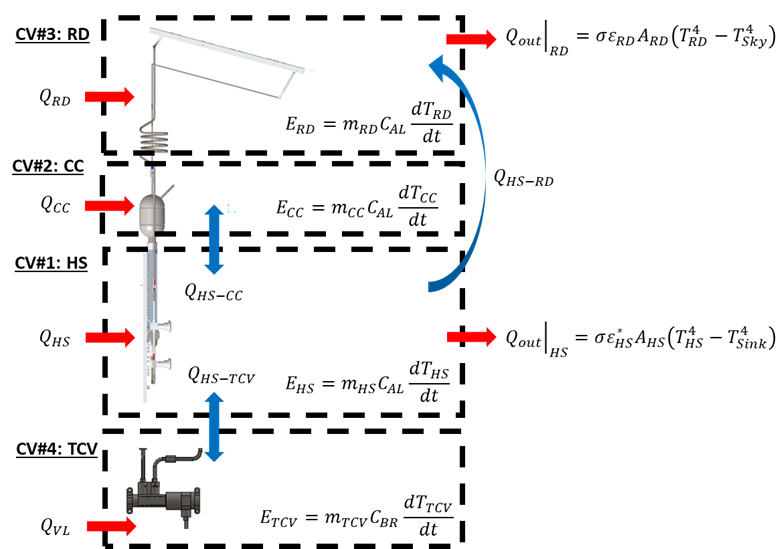 CV#3: RD
Q_out|_RD = σε_RD A_RD(T_RD^4 − T_Sky^4)
Q_RD
E_RD = m_RD C_AL dT_RD/dt
CV#2: CC
Q_HS−RD
Q_CC
E_CC = m_CC C_AL dT_CC/dt
CV#1: HS
Q_HS−CC
Q_HS
Q_out|_HS = σε_HS^* A_HS(T_HS^4 − T_Sink^4)
Q_HS−TCV
E_HS = m_HS C_AL dT_HS/dt
CV#4: TCV
E_TCV = m_TCV C_BR dT_TCV/dt
Q_VL